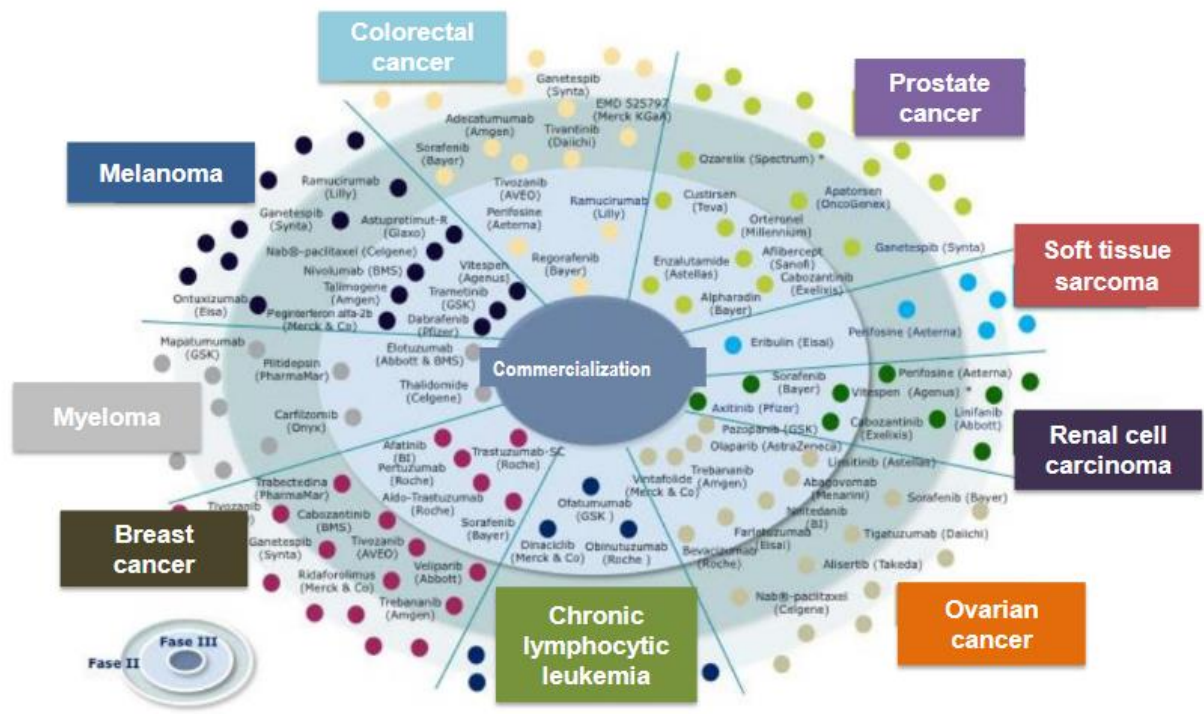 Colorectal
cancer
Ganetespib
(Synta)
EMD 525797
(Merck KGaA)
Adecatumumab
(Amgen)
Tivantinib
(Daiichi)
Sorafenib
(Bayer)
Tivozanib
(AVEO)
Perifosine
(Aeterna)
Ramucirumab
(Lilly)
Regorafenib
(Bayer)
Prostate
cancer
Ozarelix (Spectrum) *
Custirsen
(Teva)
Apatorsen
(OncoGenex)
Orteronel
(Millennium)
Ganetespib (Synta)
Enzalutamide
(Astellas)
Aflibercept
(Sanofi)
Cabozantinib
(Exelixis)
Alpharadin
(Bayer)
Soft tissue
sarcoma
Perifosine (Aeterna)
Eribulin (Eisai)
Renal cell
carcinoma
Sorafenib
(Bayer)
Perifosine (Aeterna)
Vitespen (Agenus) *
Axitinib (Pfizer)
Pazopanib (GSK)
Cabozantinib
(Exelixis)
Linifanib
(Abbott)
Ovarian
cancer
Olaparib (AstraZeneca)
Linsitinib (Astellas)
Vintafolide
(Merck & Co)
Trebananib
(Amgen)
Abagovomab
(Menarini)
Sorafenib (Bayer)
Nintedanib
(BI)
Farletuzumab
(Eisai)
Tigatuzumab (Daiichi)
Bevacizumab
(Roche)
Alisertib (Takeda)
Nab®-paclitaxel
(Celgene)
Chronic
lymphocytic
leukemia
Ofatumumab
(GSK )
Dinaciclib
(Merck & Co)
Obinutuzumab
(Roche )
Breast
cancer
Afatinib
(BI)
Trastuzumab-SC
(Roche)
Pertuzumab
(Roche)
Aldo-Trastuzumab
(Roche)
Sorafenib
(Bayer)
Trabectedina
(PharmaMar)
Tivozanib
Cabozantinib
(BMS)
Ganetespib
(Synta)
Tivozanib
(AVEO)
Veliparib
(Abbott)
Ridaforolimus
(Merck & Co)
Trebananib
(Amgen)
Myeloma
Mapatumumab
(GSK)
Plitidepsin
(PharmaMar)
Elotuzumab
(Abbott & BMS)
Thalidomide
(Celgene)
Carfilzomib
(Onyx)
Melanoma
Ramucirumab
(Lilly)
Ganetespib
(Synta)
Astuprotimut-R
(Glaxo)
Nab®-paclitaxel (Celgene)
Nivolumab (BMS)
Vitespen
(Agenus)
Talimogene
(Amgen)
Trametinib
(GSK)
Ontuxizumab
(Eisa)
Peginterferon alfa-2b
(Merck & Co)
Dabrafenib
(Pfizer)
Commercialization
Fase III
Fase II